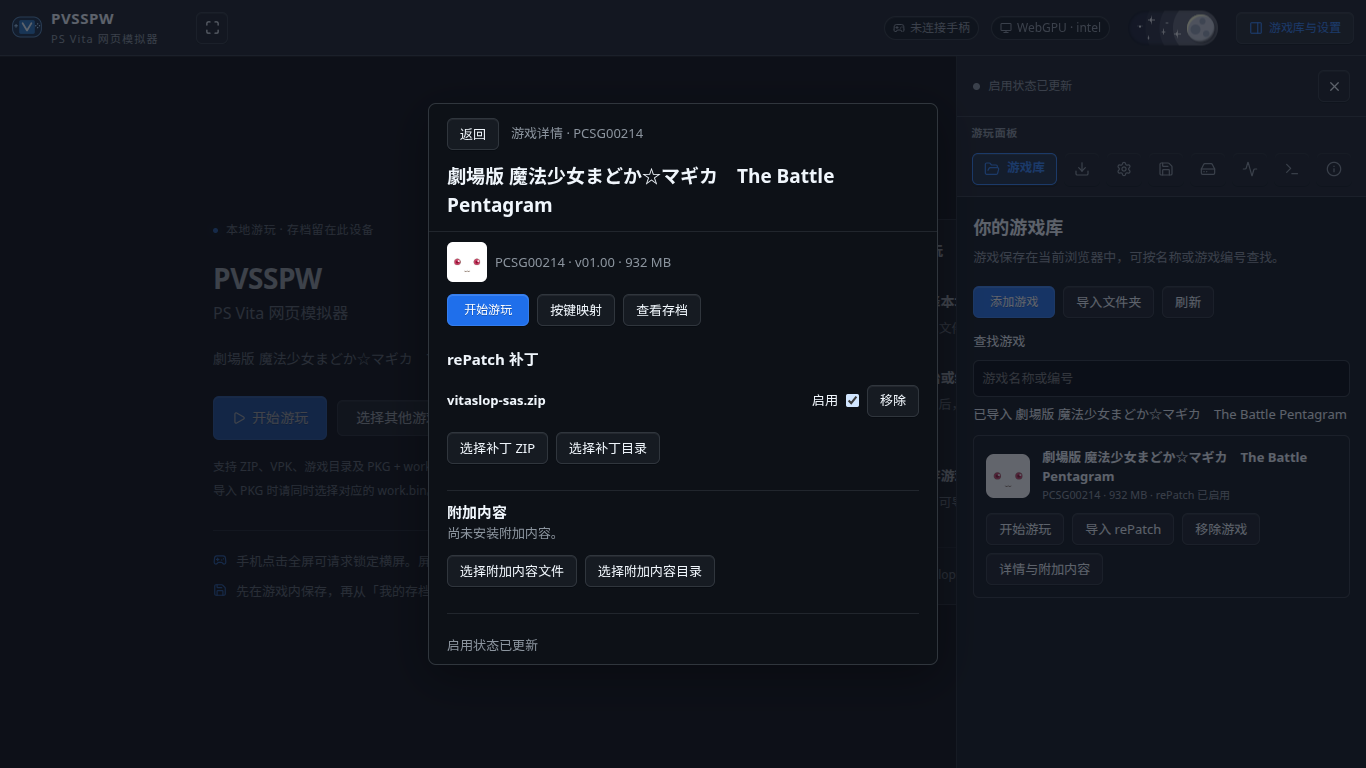 PVSSPW
PS Vita 网页模拟器
未连接手柄
WebGPU · intel
游戏库与设置
启用状态已更新
游玩面板
游戏库
你的游戏库
游戏保存在当前浏览器中，可按名称或游戏编号查找。
添加游戏
导入文件夹
刷新
查找游戏
游戏名称或编号
已导入 劇場版 魔法少女まどか☆マギカ　The Battle Pentagram
劇場版 魔法少女まどか☆マギカ　The Battle
Pentagram
PCSG00214 · 932 MB · rePatch 已启用
开始游玩
导入 rePatch
移除游戏
详情与附加内容
本地游玩 · 存档留在此设备
PVSSPW
PS Vita 网页模拟器
劇場版 魔法少女まどか☆マギカ
开始游玩
选择其他游
支持 ZIP、VPK、游戏目录及 PKG + work
导入 PKG 时请同时选择对应的 work.bin
手机点击全屏可请求锁定横屏。屏
先在游戏内保存，再从「我的存档
返回
游戏详情 · PCSG00214
劇場版 魔法少女まどか☆マギカ　The Battle
Pentagram
PCSG00214 · v01.00 · 932 MB
开始游玩
按键映射
查看存档
rePatch 补丁
vitaslop-sas.zip
启用
移除
选择补丁 ZIP
选择补丁目录
附加内容
尚未安装附加内容。
选择附加内容文件
选择附加内容目录
启用状态已更新